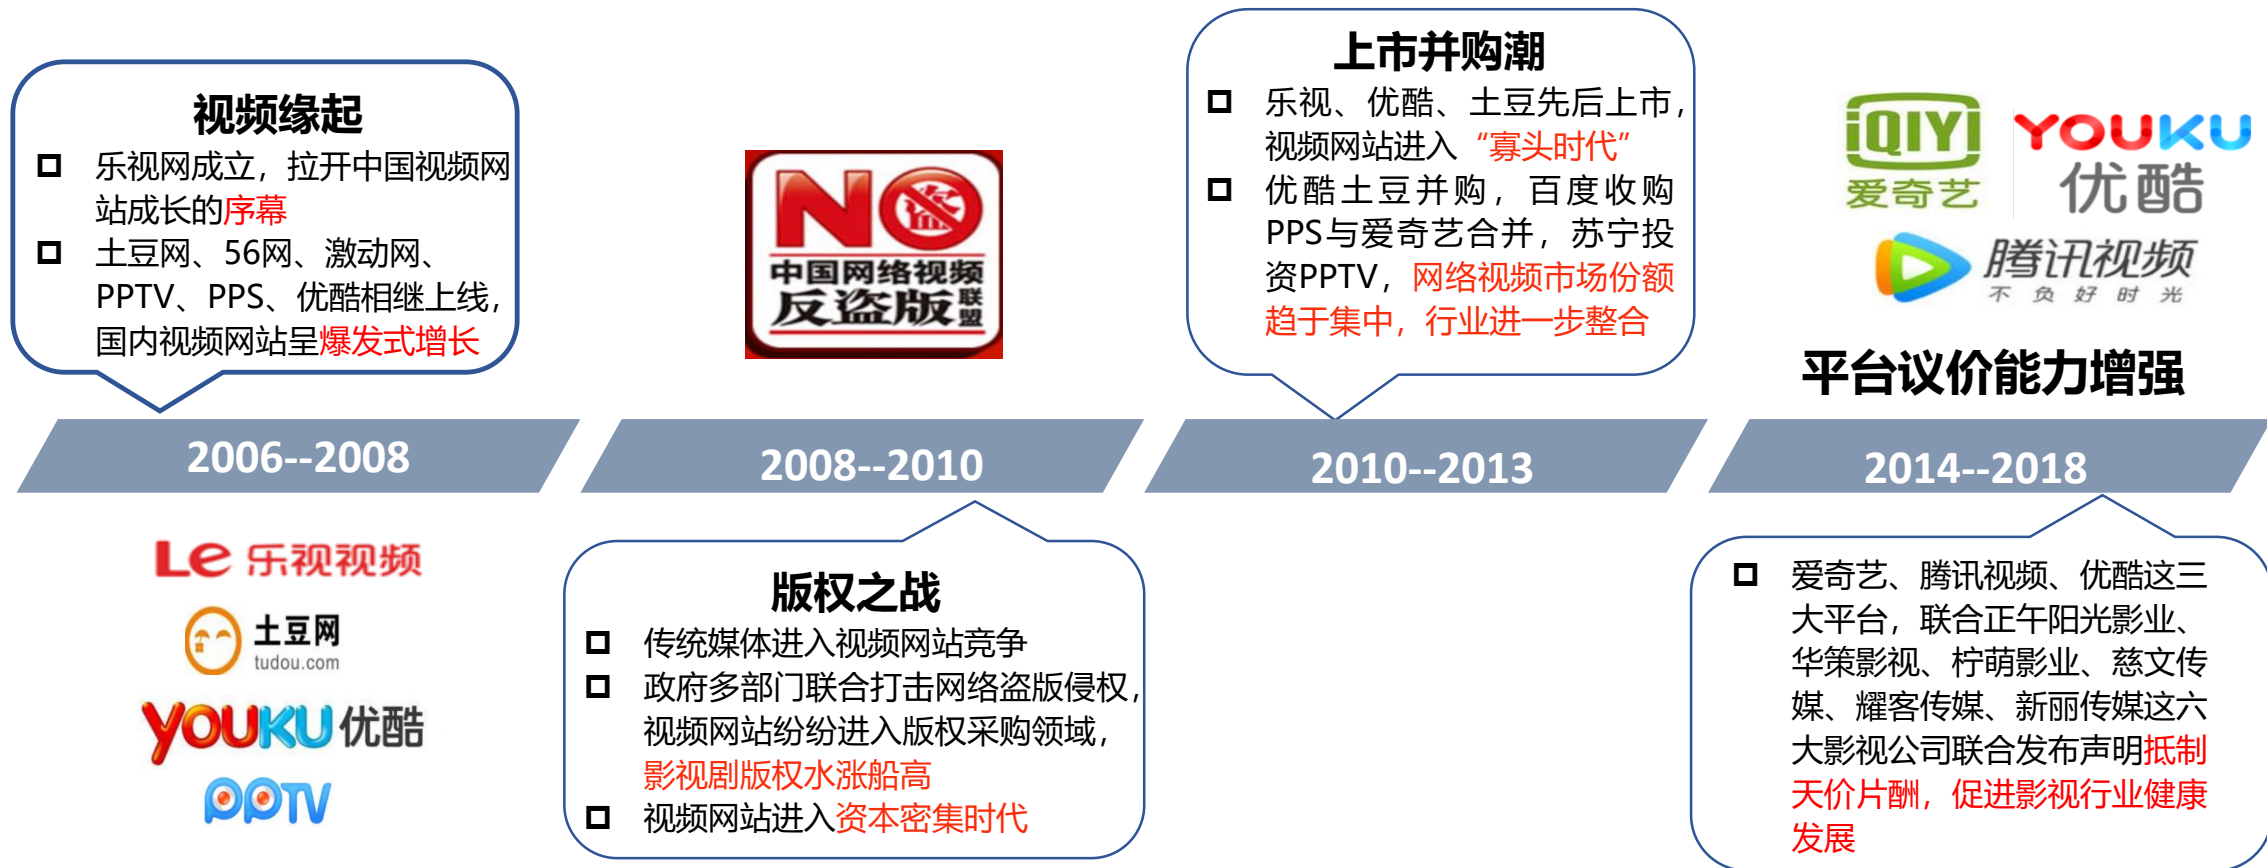 视频缘起
乐视网成立，拉开中国视频网
站成长的序幕
土豆网、56网、激动网、
PPTV、PPS、优酷相继上线，
国内视频网站呈爆发式增长
2006--2008
Le 乐视视频
土豆网
tudou.com
YOUKU优酷
PPTV
NO
中国网络视频
反盗版联盟
2008--2010
版权之战
传统媒体进入视频网站竞争
政府多部门联合打击网络盗版侵权，
视频网站纷纷进入版权采购领域，
影视剧版权水涨船高
视频网站进入资本密集时代
上市并购潮
乐视、优酷、土豆先后上市，
视频网站进入“寡头时代”
优酷土豆并购，百度收购
PPS与爱奇艺合并，苏宁投
资PPTV，网络视频市场份额
趋于集中，行业进一步整合
2010--2013
iQIYI
爱奇艺
YOUKU
优酷
腾讯视频
不负好时光
平台议价能力增强
2014--2018
爱奇艺、腾讯视频、优酷这三
大平台，联合正午阳光影业、
华策影视、柠萌影业、慈文传
媒、耀客传媒、新丽传媒这六
大影视公司联合发布声明抵制
天价片酬，促进影视行业健康
发展